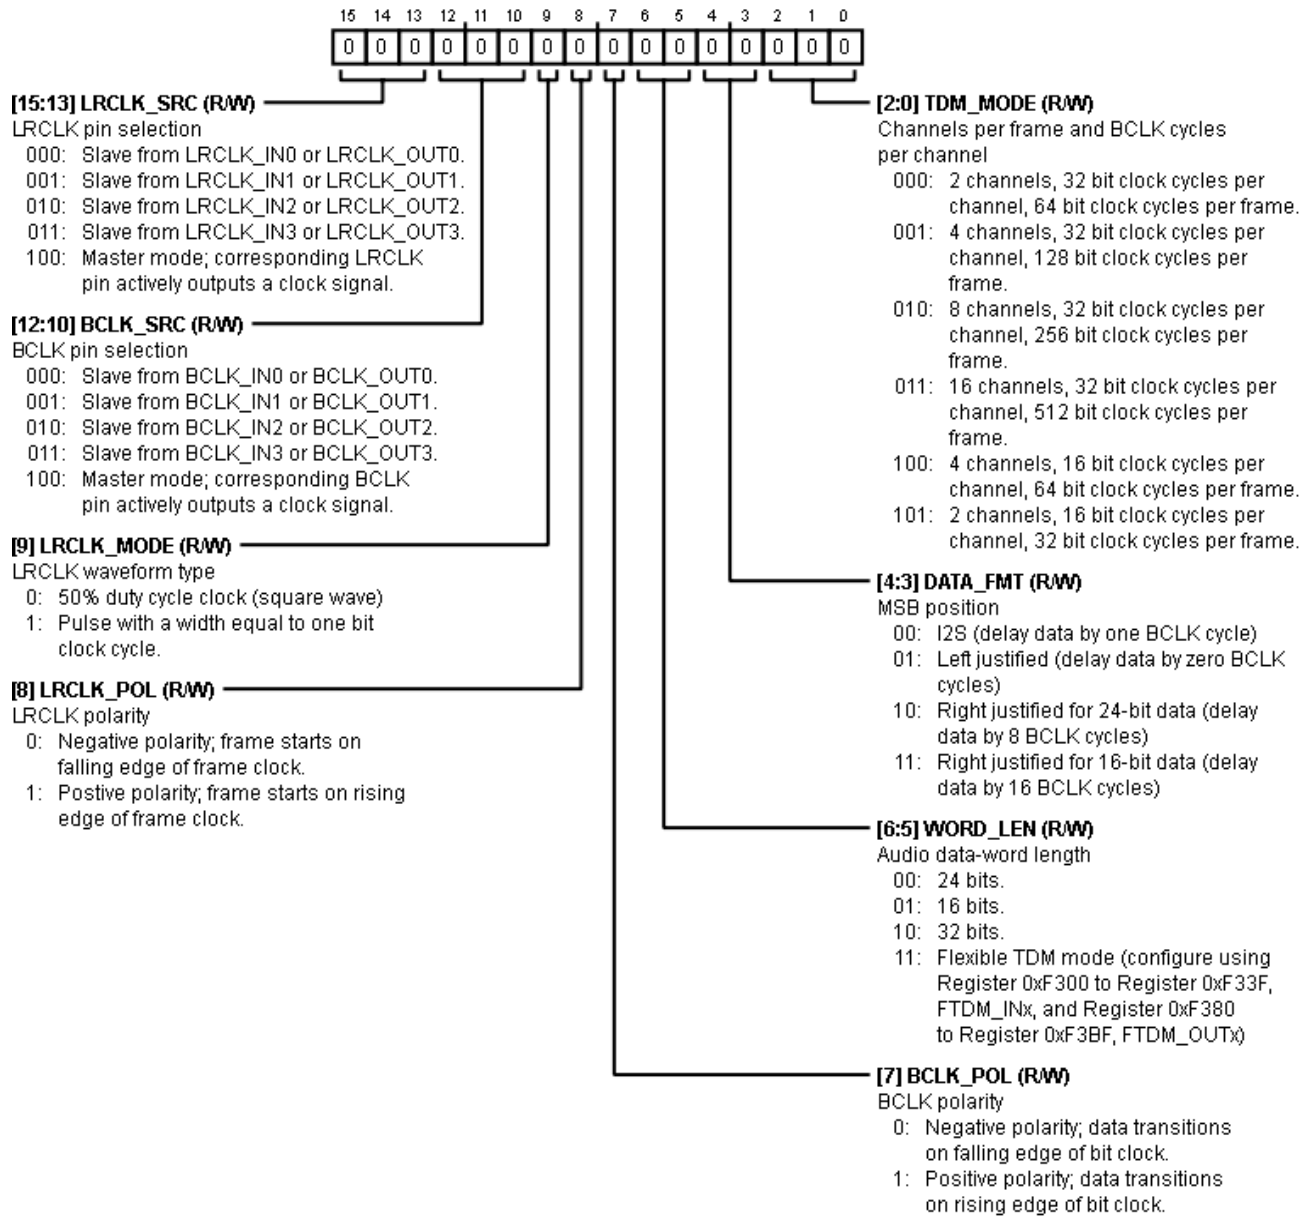 15 14 13 12 11 10 9 8 7 6 5 4 3 2 1 0
0 0 0 0 0 0 0 0 0 0 0 0 0 0 0 0
[15:13] LRCLK_SRC (R/W)
LRCLK pin selection
000: Slave from LRCLK_IN0 or LRCLK_OUT0.
001: Slave from LRCLK_IN1 or LRCLK_OUT1.
010: Slave from LRCLK_IN2 or LRCLK_OUT2.
011: Slave from LRCLK_IN3 or LRCLK_OUT3.
100: Master mode; corresponding LRCLK
pin actively outputs a clock signal.
[12:10] BCLK_SRC (R/W)
BCLK pin selection
000: Slave from BCLK_IN0 or BCLK_OUT0.
001: Slave from BCLK_IN1 or BCLK_OUT1.
010: Slave from BCLK_IN2 or BCLK_OUT2.
011: Slave from BCLK_IN3 or BCLK_OUT3.
100: Master mode; corresponding BCLK
pin actively outputs a clock signal.
[9] LRCLK_MODE (R/W)
LRCLK waveform type
0: 50% duty cycle clock (square wave)
1: Pulse with a width equal to one bit
clock cycle.
[8] LRCLK_POL (R/W)
LRCLK polarity
0: Negative polarity; frame starts on
falling edge of frame clock.
1: Postive polarity; frame starts on rising
edge of frame clock.
[2:0] TDM_MODE (R/W)
Channels per frame and BCLK cycles
per channel
000: 2 channels, 32 bit clock cycles per
channel, 64 bit clock cycles per frame.
001: 4 channels, 32 bit clock cycles per
channel, 128 bit clock cycles per
frame.
010: 8 channels, 32 bit clock cycles per
channel, 256 bit clock cycles per
frame.
011: 16 channels, 32 bit clock cycles per
channel, 512 bit clock cycles per
frame.
100: 4 channels, 16 bit clock cycles per
channel, 64 bit clock cycles per frame.
101: 2 channels, 16 bit clock cycles per
channel, 32 bit clock cycles per frame.
[4:3] DATA_FMT (R/W)
MSB position
00: I2S (delay data by one BCLK cycle)
01: Left justified (delay data by zero BCLK
cycles)
10: Right justified for 24-bit data (delay
data by 8 BCLK cycles)
11: Right justified for 16-bit data (delay
data by 16 BCLK cycles)
[6:5] WORD_LEN (R/W)
Audio data-word length
00: 24 bits.
01: 16 bits.
10: 32 bits.
11: Flexible TDM mode (configure using
Register 0xF300 to Register 0xF33F,
FTDM_INx, and Register 0xF380
to Register 0xF3BF, FTDM_OUTx)
[7] BCLK_POL (R/W)
BCLK polarity
0: Negative polarity; data transitions
on falling edge of bit clock.
1: Positive polarity; data transitions
on rising edge of bit clock.